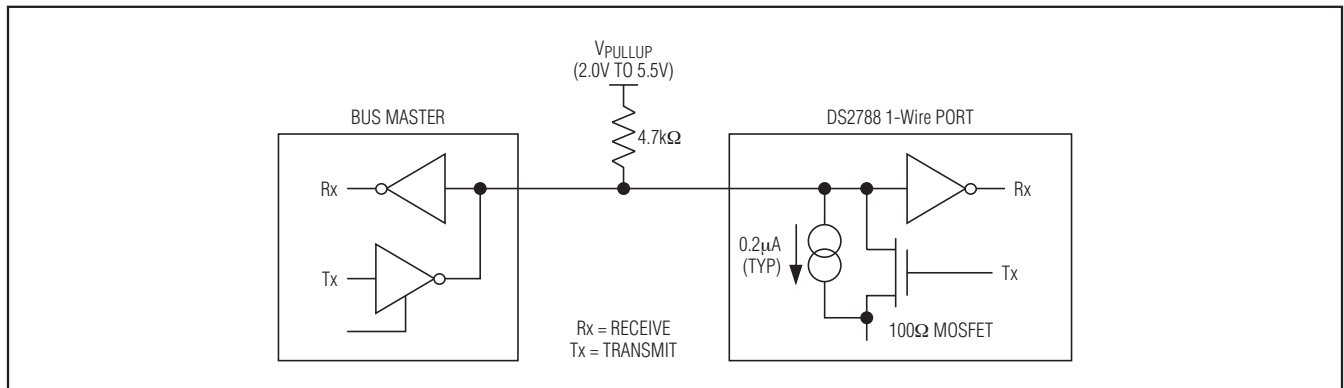 VPULLUP
(2.0V TO 5.5V)
BUS MASTER
DS2788 1-Wire PORT
4.7kΩ
Rx
Rx
0.2μA
(TYP)
Tx
Tx
Rx = RECEIVE
Tx = TRANSMIT
100Ω MOSFET